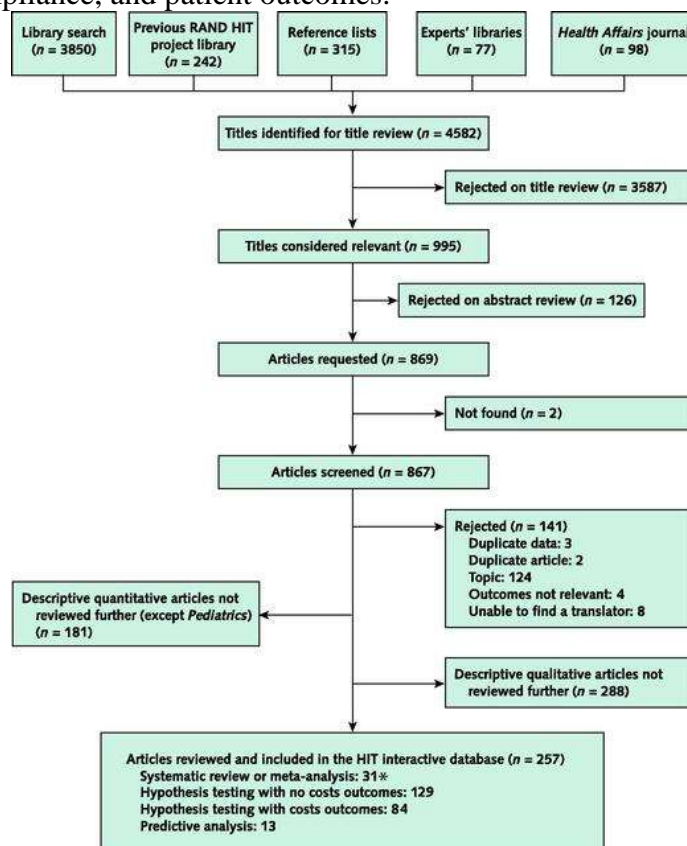 pliance, and patient outcomes.
Library search
(n = 3850)
Previous RAND HIT
project library
(n = 242)
Reference lists
(n = 315)
Experts' libraries
(n = 77)
Health Affairs journal
(n = 98)
Titles identified for title review (n = 4582)
Rejected on title review (n = 3587)
Titles considered relevant (n = 995)
Rejected on abstract review (n = 126)
Articles requested (n = 869)
Not found (n = 2)
Articles screened (n = 867)
Rejected (n = 141)
Duplicate data: 3
Duplicate article: 2
Topic: 124
Outcomes not relevant: 4
Unable to find a translator: 8
Descriptive quantitative articles not
reviewed further (except Pediatrics)
(n = 181)
Descriptive qualitative articles not
reviewed further (n = 288)
Articles reviewed and included in the HIT interactive database (n = 257)
Systematic review or meta-analysis: 31*
Hypothesis testing with no costs outcomes: 129
Hypothesis testing with costs outcomes: 84
Predictive analysis: 13